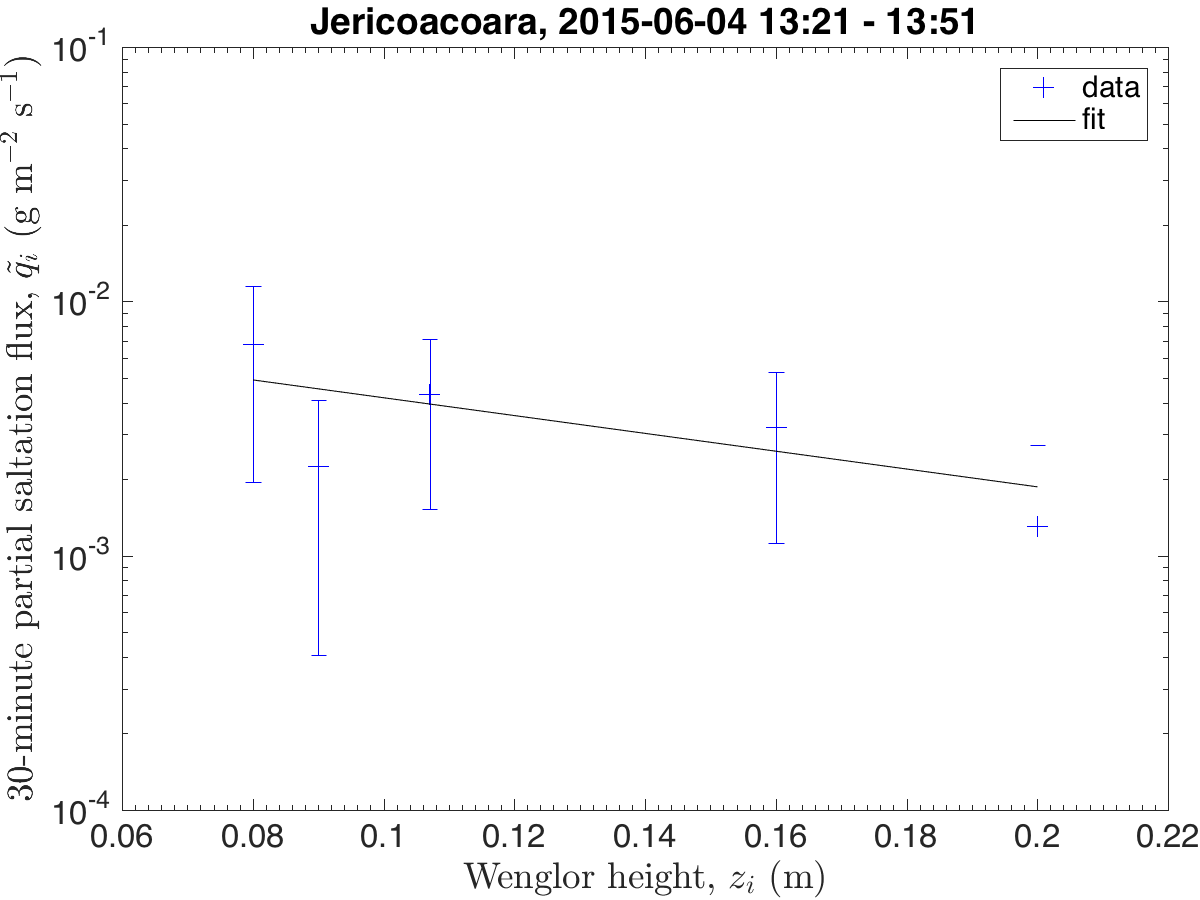 Jericoacoara, 2015-06-04 13:21 - 13:51
data
fit
30-minute partial saltation flux, q̃ᵢ (g m⁻² s⁻¹)
10⁻¹
10⁻²
10⁻³
10⁻⁴
0.06 0.08 0.1 0.12 0.14 0.16 0.18 0.2 0.22
Wenglor height, zᵢ (m)